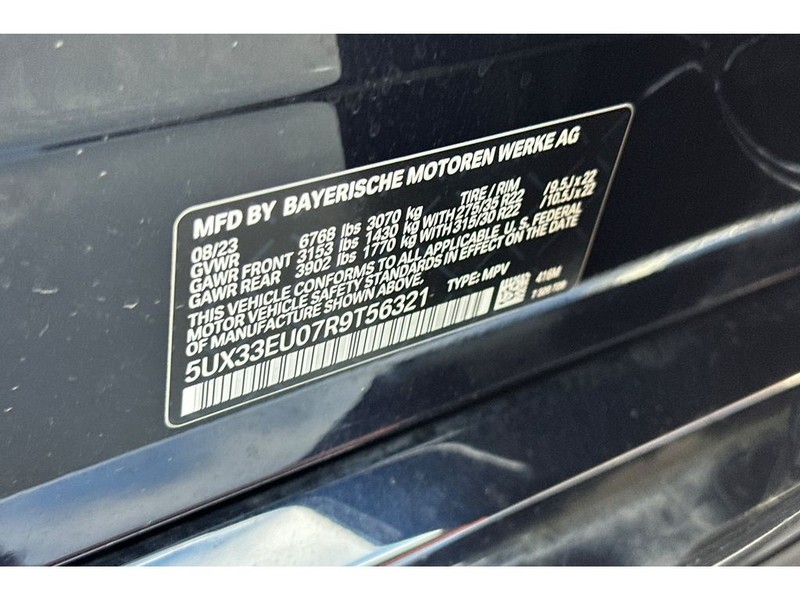 MFD BY BAYERISCHE MOTOREN WERKE AG
08/23 TIRE / RIM
GVWR 6768 lbs 3070 kg
GAWR FRONT 3153 lbs 1430 kg WITH 275/35 R22 /9.5J x 22
GAWR REAR 3902 lbs 1770 kg WITH 315/30 R22 /10.5J x 22
THIS VEHICLE CONFORMS TO ALL APPLICABLE U. S. FEDERAL
MOTOR VEHICLE SAFETY STANDARDS IN EFFECT ON THE DATE
OF MANUFACTURE SHOWN ABOVE.
5UX33EU07R9T56321 TYPE: MPV 416M